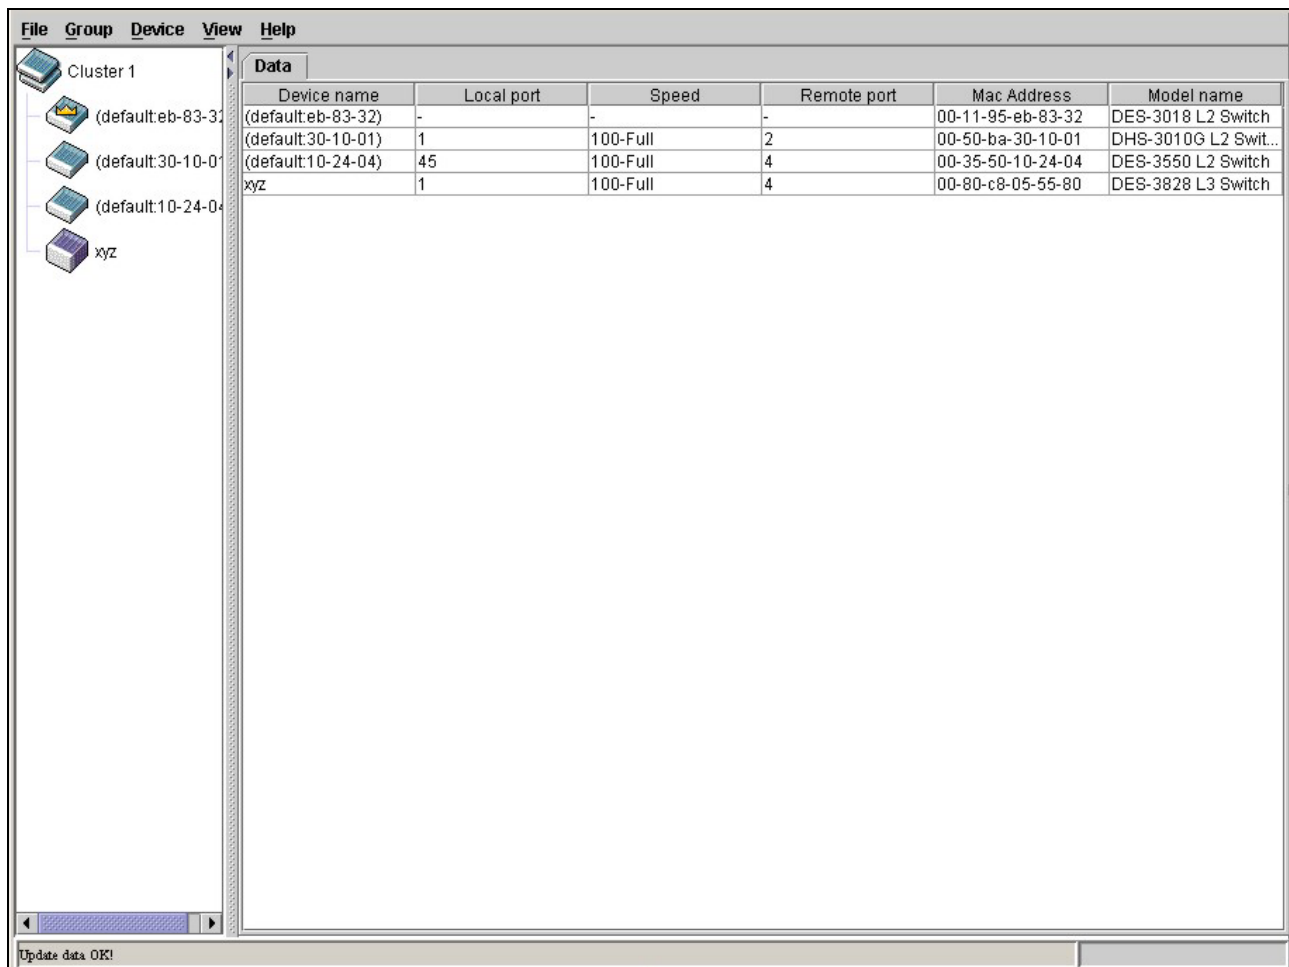 File Group Device View Help
Cluster 1
(default:eb-83-32
(default:30-10-01
(default:10-24-04
xyz
Data
Device name Local port Speed Remote port Mac Address Model name
(default:eb-83-32) - - - 00-11-95-eb-83-32 DES-3018 L2 Switch
(default:30-10-01) 1 100-Full 2 00-50-ba-30-10-01 DHS-3010G L2 Swit...
(default:10-24-04) 45 100-Full 4 00-35-50-10-24-04 DES-3550 L2 Switch
xyz 1 100-Full 4 00-80-c8-05-55-80 DES-3828 L3 Switch
Update data OK!